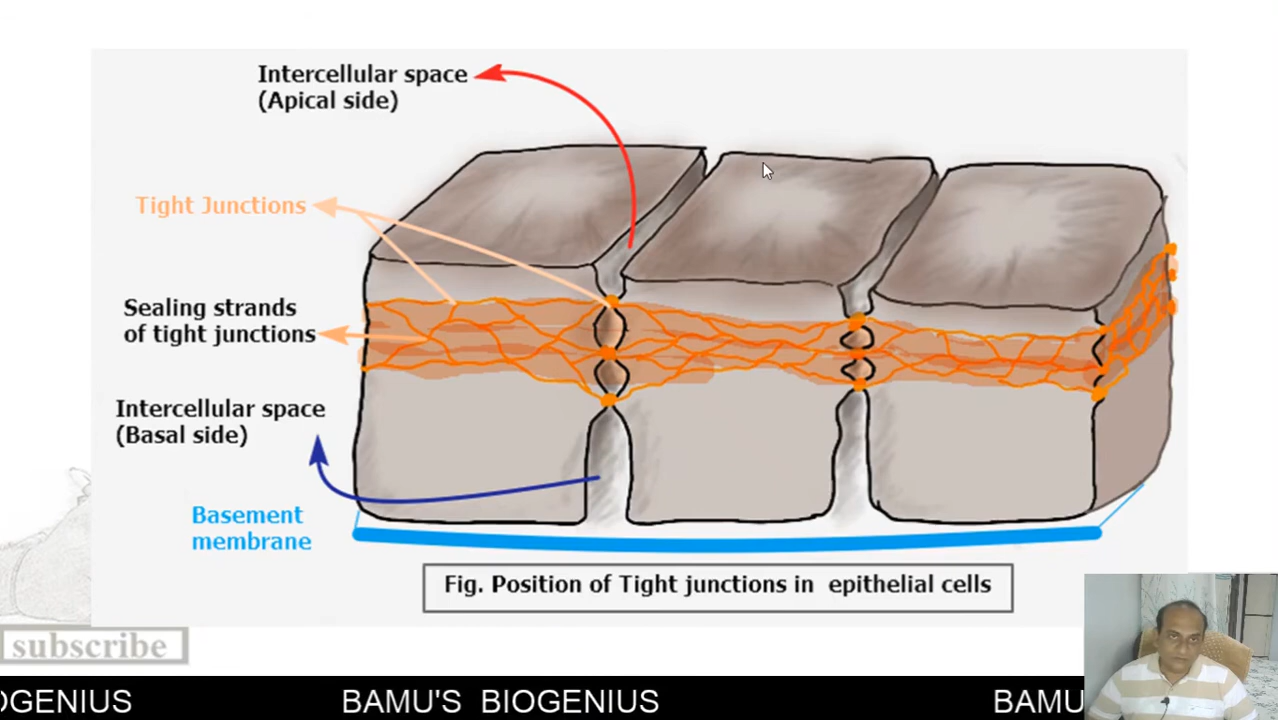 Intercellular space
(Apical side)
Tight Junctions
Sealing strands
of tight junctions
Intercellular space
(Basal side)
Basement
membrane
Fig. Position of Tight junctions in epithelial cells
subscribe
OGENIUS BAMU'S BIOGENIUS BAMU